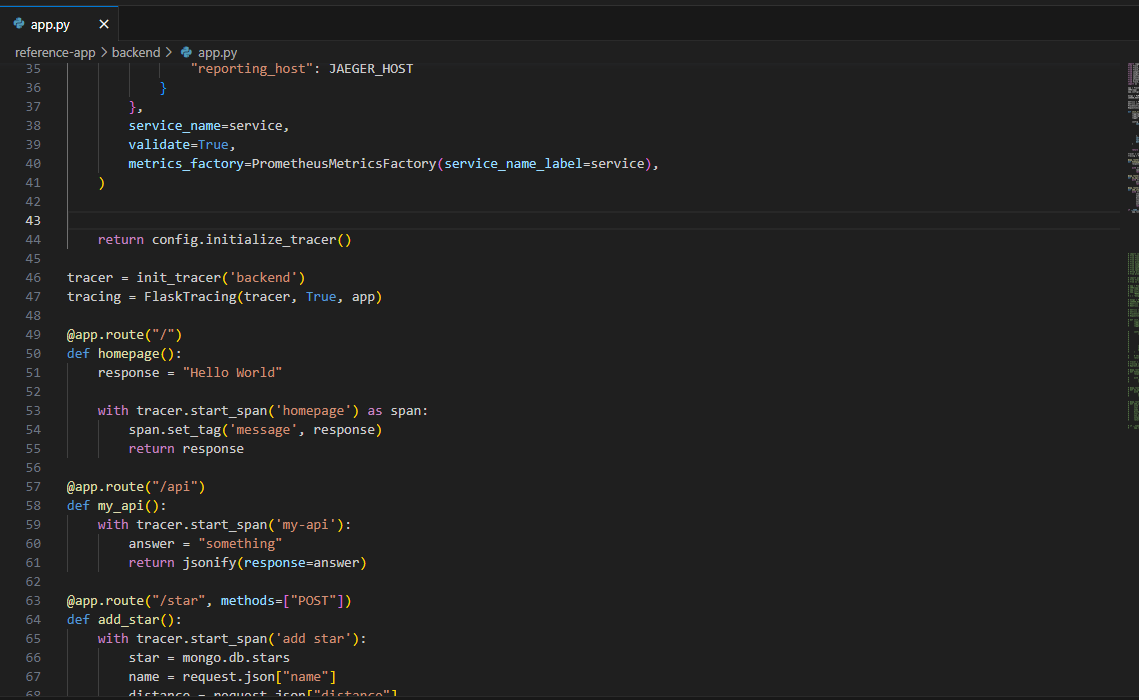 app.py
reference-app > backend > app.py
35 "reporting_host": JAEGER_HOST
36 }
37 },
38 service_name=service,
39 validate=True,
40 metrics_factory=PrometheusMetricsFactory(service_name_label=service),
41 )
42
43
44 return config.initialize_tracer()
45
46 tracer = init_tracer('backend')
47 tracing = FlaskTracing(tracer, True, app)
48
49 @app.route("/")
50 def homepage():
51 response = "Hello World"
52
53 with tracer.start_span('homepage') as span:
54 span.set_tag('message', response)
55 return response
56
57 @app.route("/api")
58 def my_api():
59 with tracer.start_span('my-api'):
60 answer = "something"
61 return jsonify(response=answer)
62
63 @app.route("/star", methods=["POST"])
64 def add_star():
65 with tracer.start_span('add star'):
66 star = mongo.db.stars
67 name = request.json["name"]
68 distance = request.json["distance"]